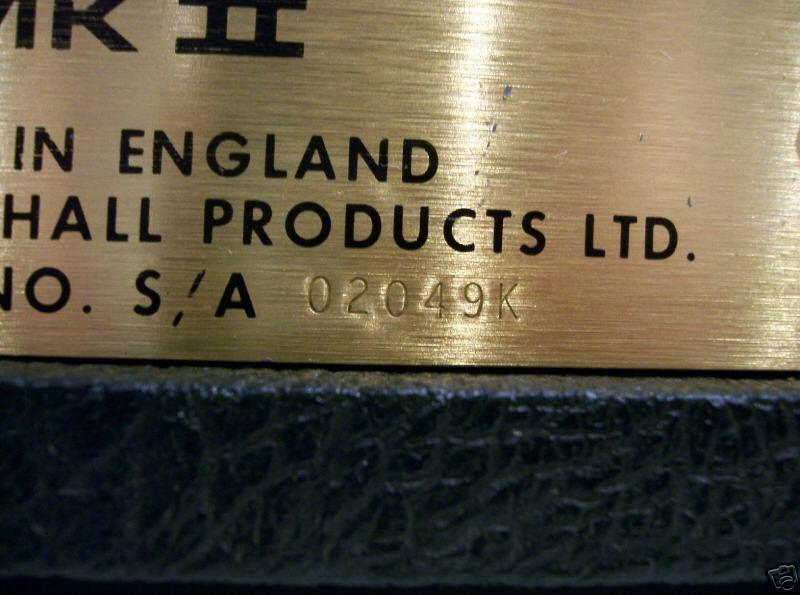 MK II
IN ENGLAND
HALL PRODUCTS LTD.
NO. S/A 02049K